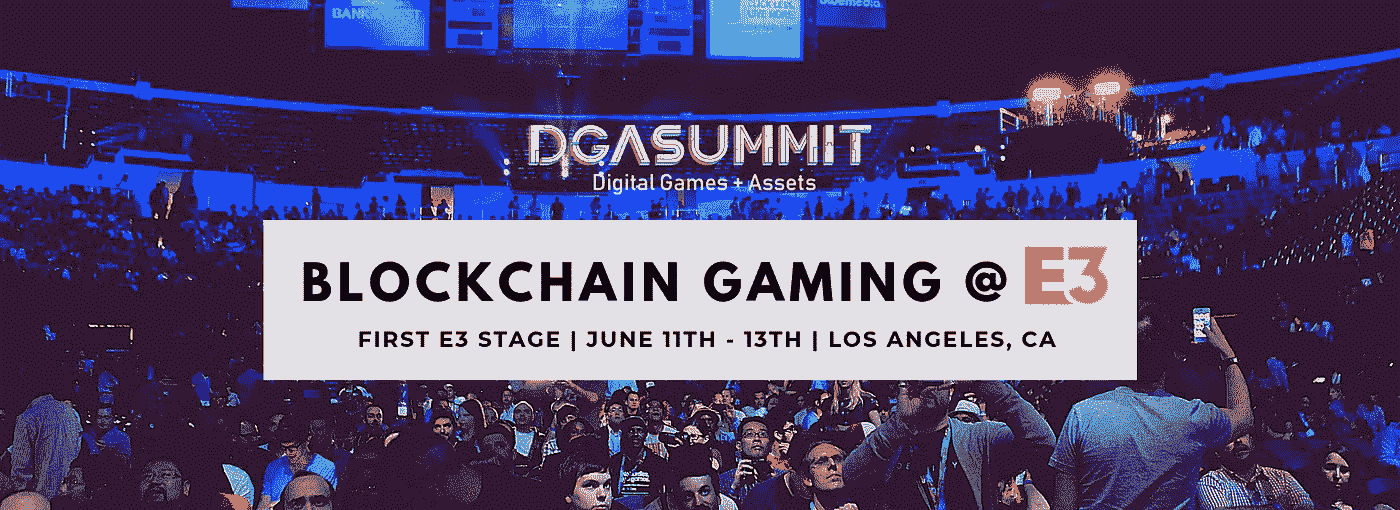 DGASUMMIT
Digital Games + Assets
BLOCKCHAIN GAMING @ E3
FIRST E3 STAGE | JUNE 11TH - 13TH | LOS ANGELES, CA